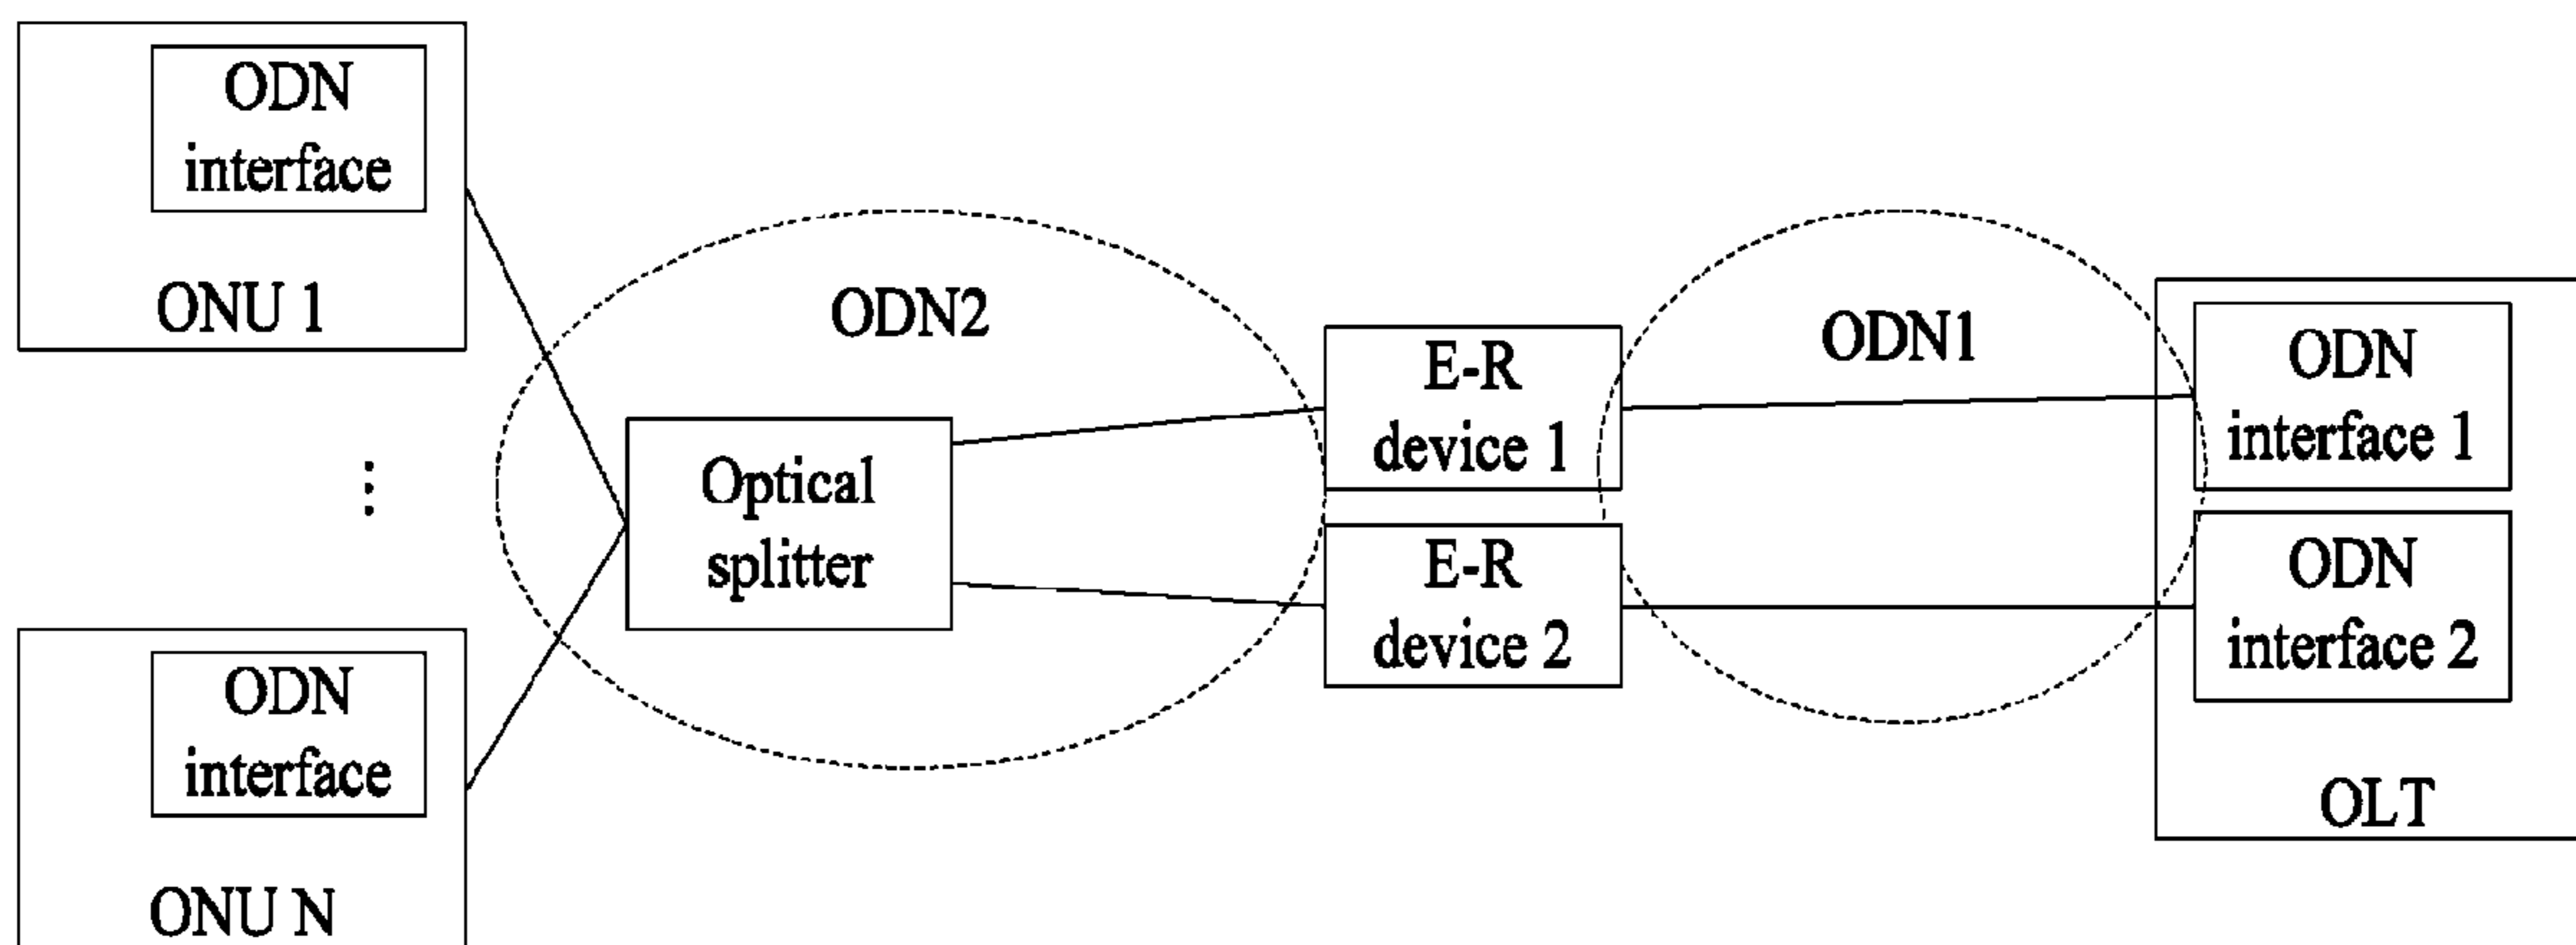 ODN
interface
ONU 1
ODN2
Optical
splitter
ODN
interface
ONU N
E-R
device 1
E-R
device 2
ODN1
ODN
interface 1
ODN
interface 2
OLT